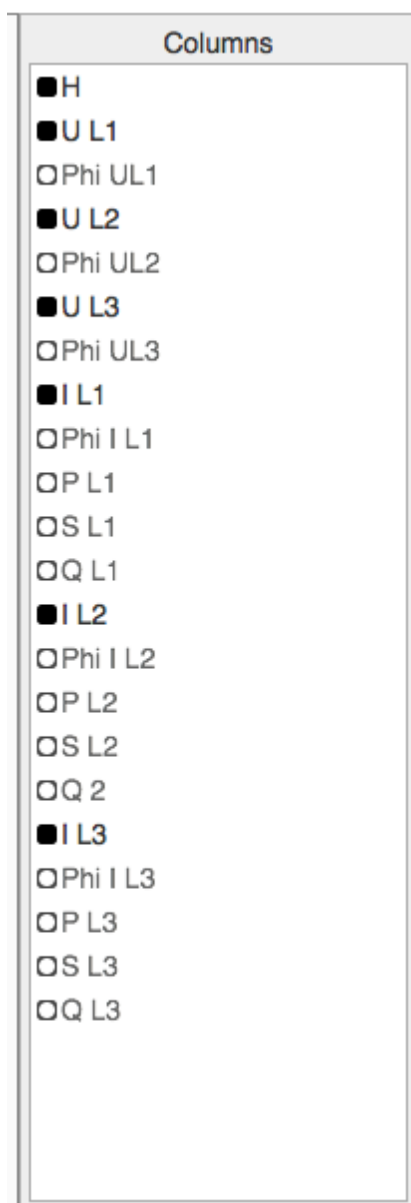 Columns
H
U L1
Phi UL1
U L2
Phi UL2
U L3
Phi UL3
I L1
Phi I L1
P L1
S L1
Q L1
I L2
Phi I L2
P L2
S L2
Q 2
I L3
Phi I L3
P L3
S L3
Q L3